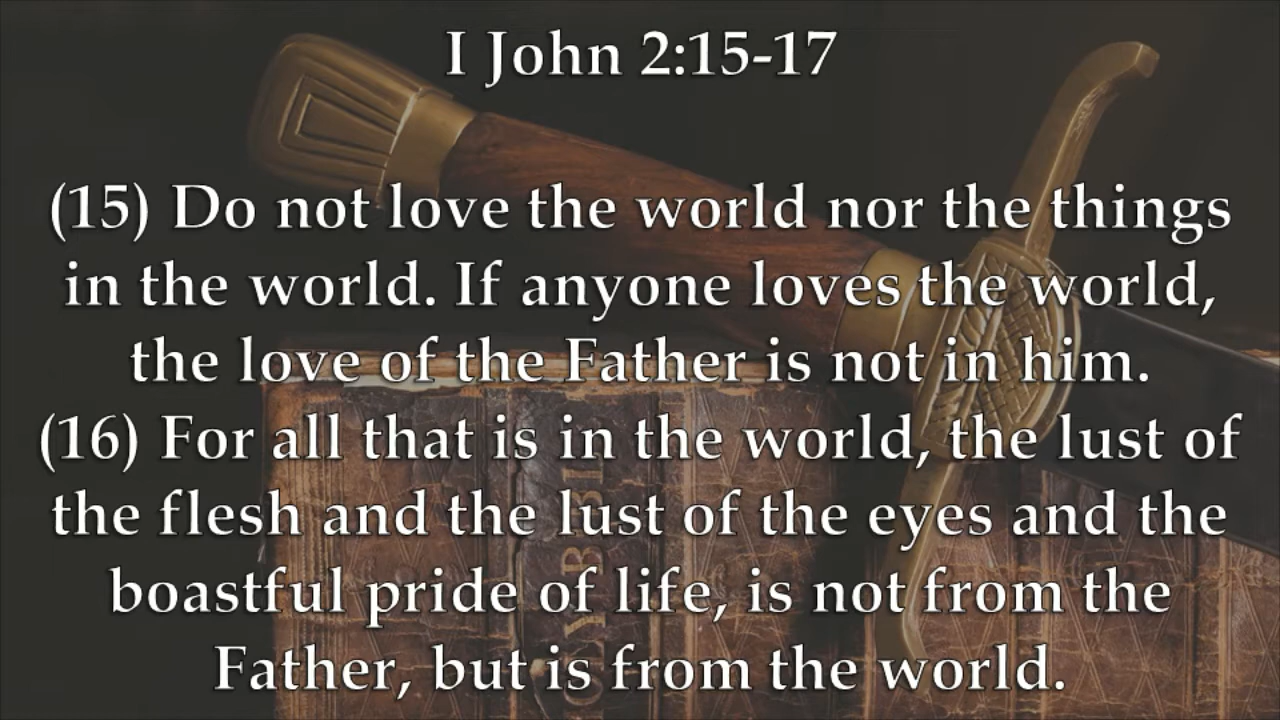 I John 2:15-17
(15) Do not love the world nor the things
in the world. If anyone loves the world,
the love of the Father is not in him.
(16) For all that is in the world, the lust of
the flesh and the lust of the eyes and the
boastful pride of life, is not from the
Father, but is from the world.